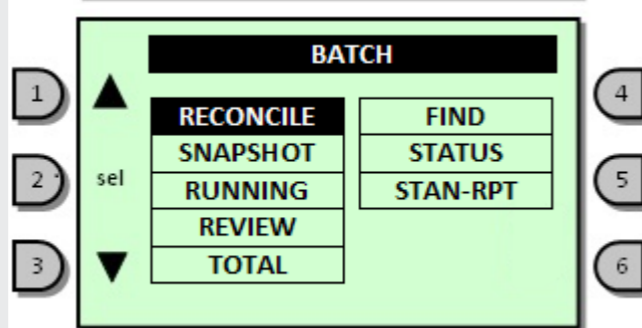 BATCH
1
4
RECONCILE FIND
SNAPSHOT STATUS
2 sel RUNNING STAN-RPT 5
REVIEW
3 TOTAL 6